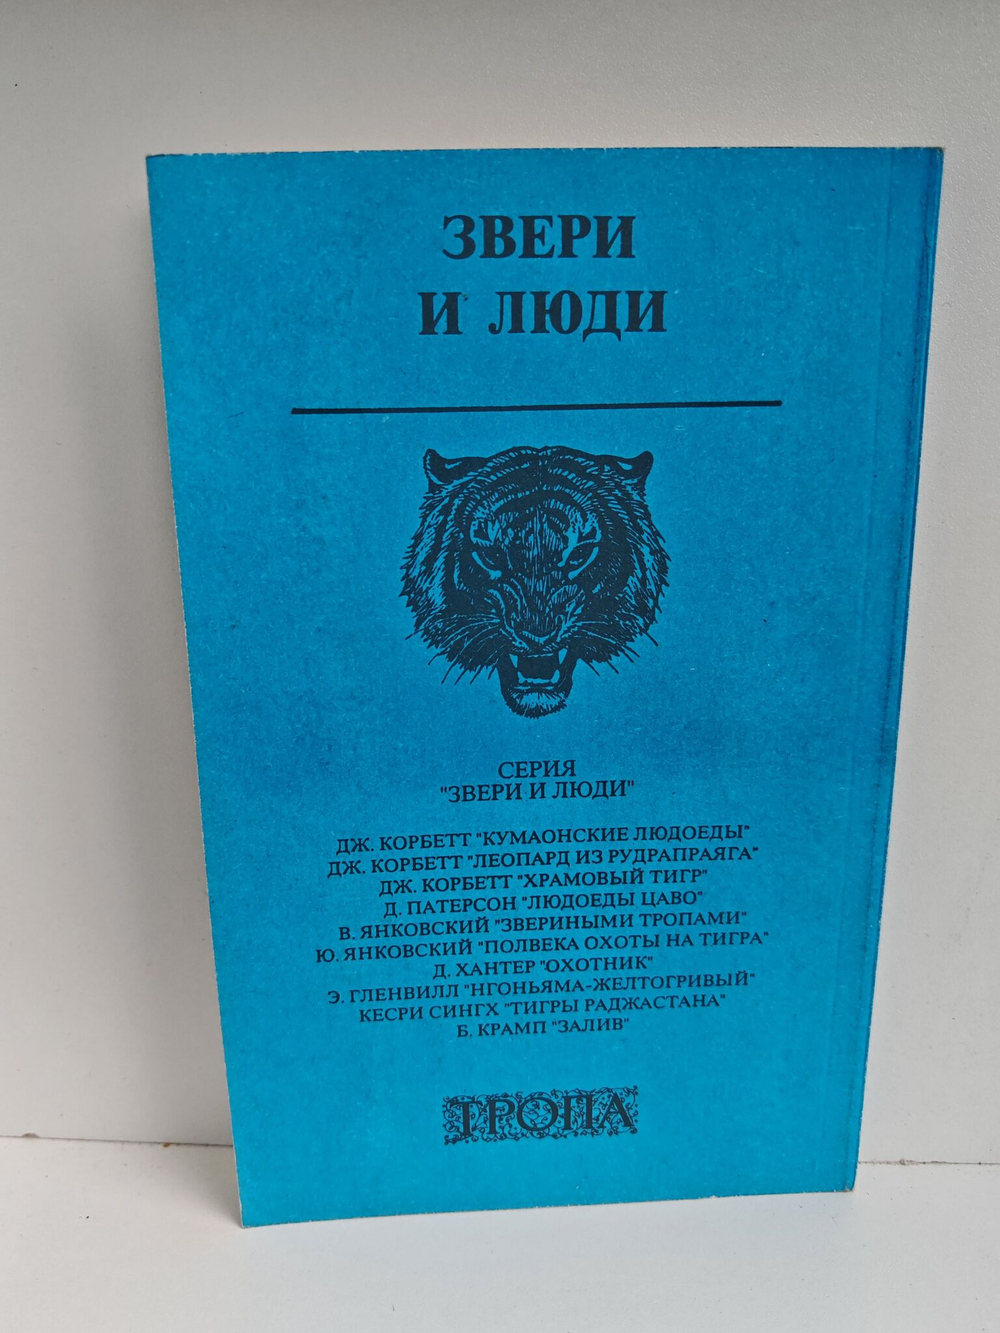 ЗВЕРИ
И ЛЮДИ
СЕРИЯ
"ЗВЕРИ И ЛЮДИ"
ДЖ. КОРБЕТТ "КУМАОНСКИЕ ЛЮДОЕДЫ"
ДЖ. КОРБЕТТ "ЛЕОПАРД ИЗ РУДРАПРАЯГА"
ДЖ. КОРБЕТТ "ХРАМОВЫЙ ТИГР"
Д. ПАТЕРСОН "ЛЮДОЕДЫ ЦАВО"
В. ЯНКОВСКИЙ "ЗВЕРИНЫМИ ТРОПАМИ"
Ю. ЯНКОВСКИЙ "ПОЛВЕКА ОХОТЫ НА ТИГРА"
Д. ХАНТЕР "ОХОТНИК"
Э. ГЛЕНВИЛЛ "НГОНЬЯМА-ЖЕЛТОГРИВЫЙ"
КЕСРИ СИНГХ "ТИГРЫ РАДЖАСТАНА"
Б. КРАМП "ЗАЛИВ"
ТРОПА